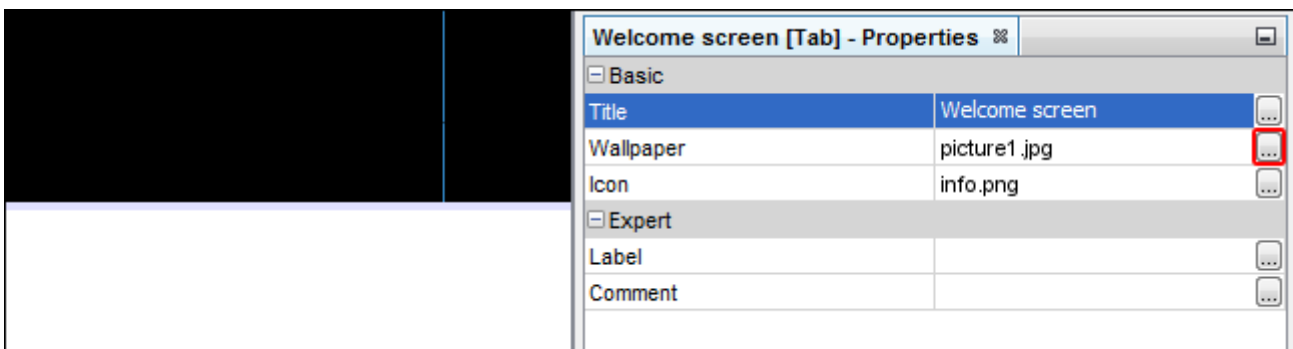 Welcome screen [Tab] - Properties
Basic
Title Welcome screen ...
Wallpaper picture1.jpg ...
Icon info.png ...
Expert
Label ...
Comment ...